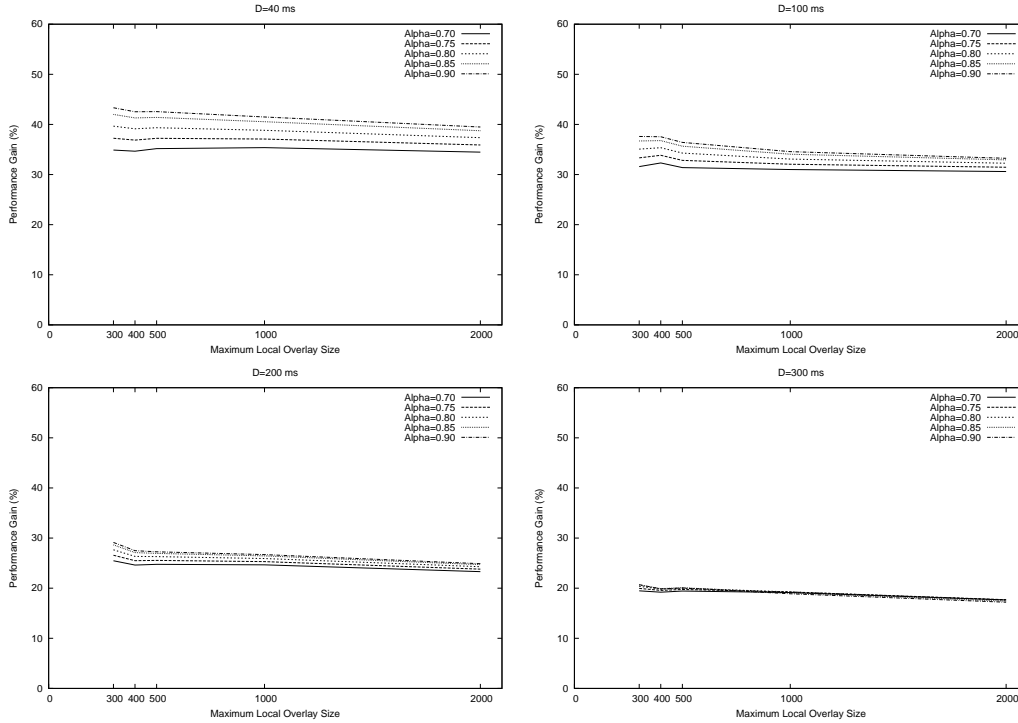 D=40 ms
60
50
40
30
20
10
0
Performance Gain (%)
Alpha=0.70
Alpha=0.75
Alpha=0.80
Alpha=0.85
Alpha=0.90
0 300 400 500 1000 2000
Maximum Local Overlay Size
D=100 ms
60
50
40
30
20
10
0
Performance Gain (%)
Alpha=0.70
Alpha=0.75
Alpha=0.80
Alpha=0.85
Alpha=0.90
0 300 400 500 1000 2000
Maximum Local Overlay Size
D=200 ms
60
50
40
30
20
10
0
Performance Gain (%)
Alpha=0.70
Alpha=0.75
Alpha=0.80
Alpha=0.85
Alpha=0.90
0 300 400 500 1000 2000
Maximum Local Overlay Size
D=300 ms
60
50
40
30
20
10
0
Performance Gain (%)
Alpha=0.70
Alpha=0.75
Alpha=0.80
Alpha=0.85
Alpha=0.90
0 300 400 500 1000 2000
Maximum Local Overlay Size